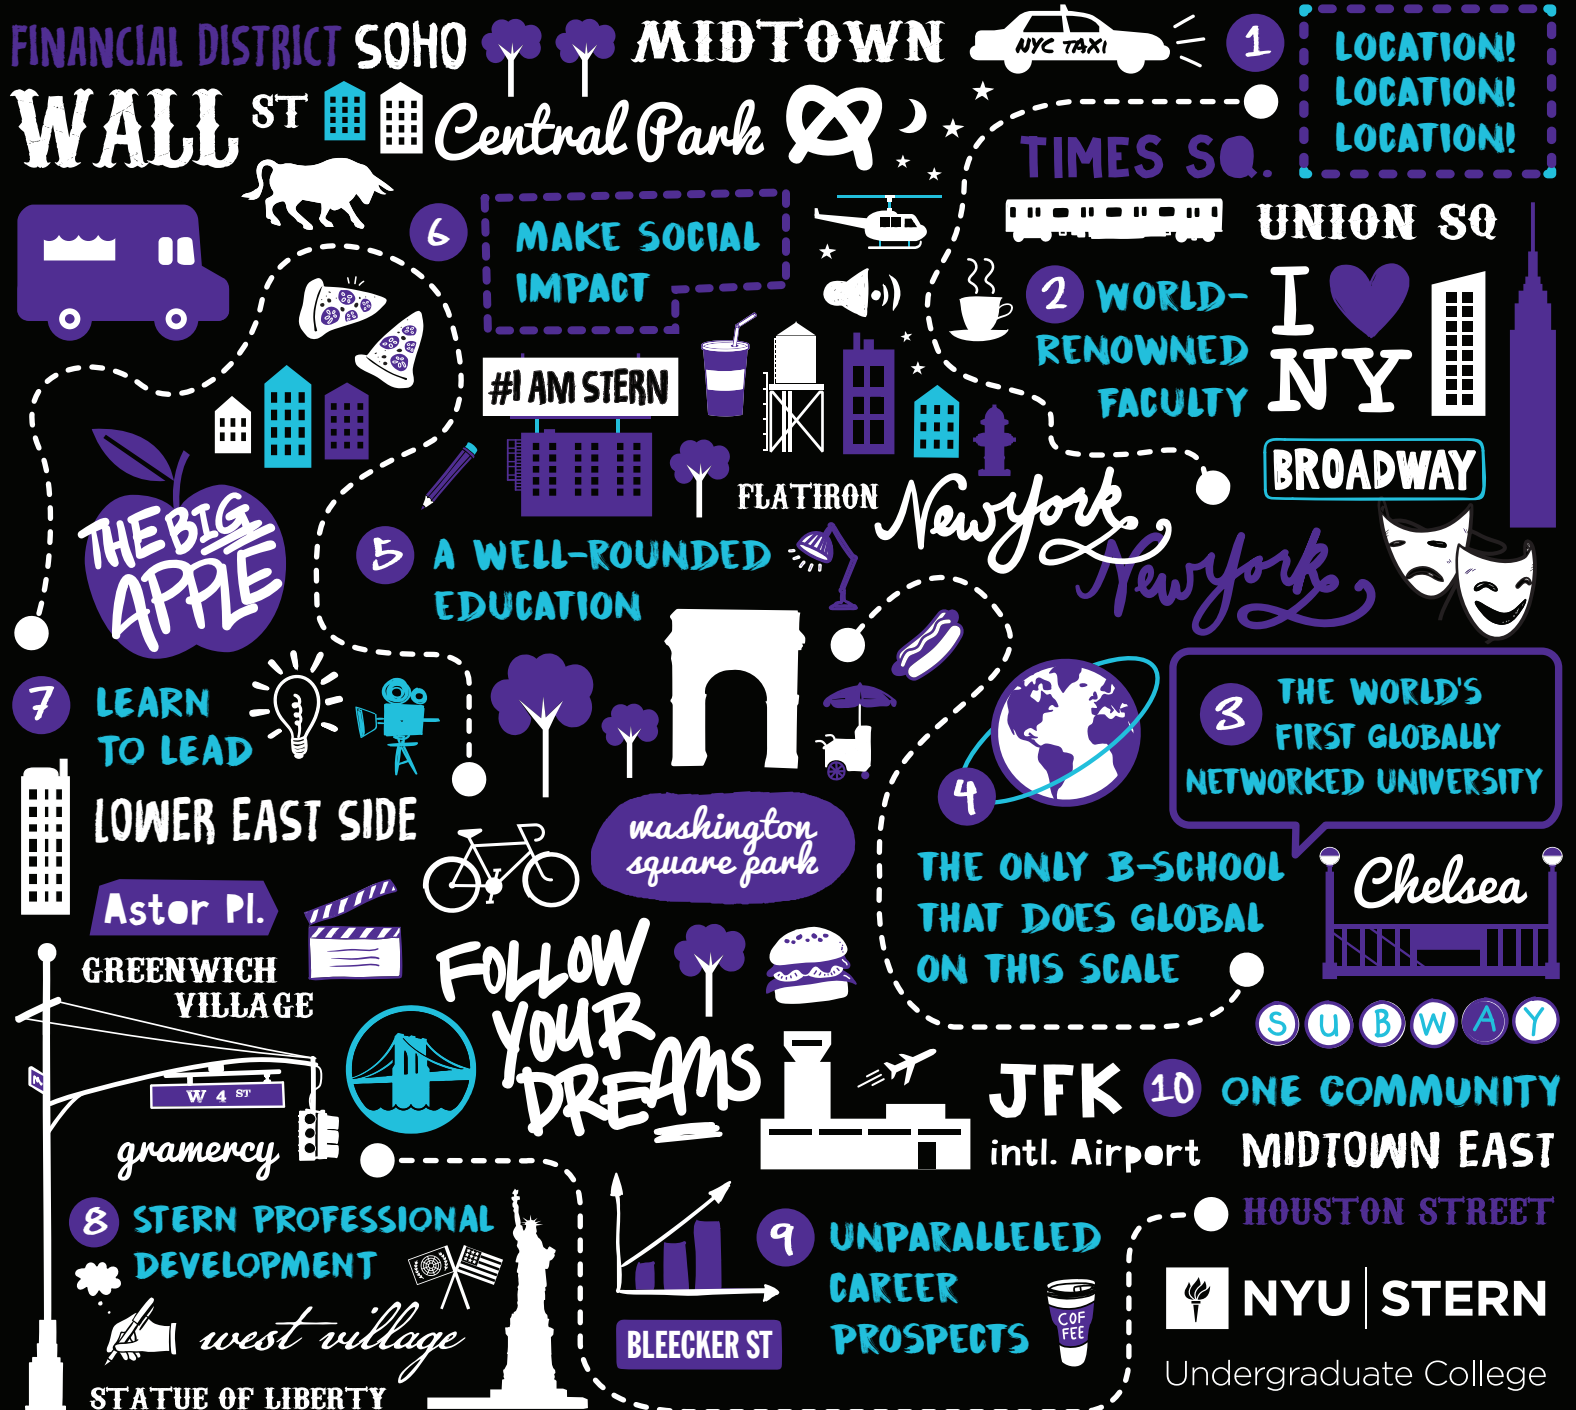 FINANCIAL DISTRICT
SOHO
MIDTOWN
NYC TAXI
1
LOCATION!
LOCATION!
LOCATION!
WALL ST
Central Park
TIMES SQ.
6
MAKE SOCIAL
IMPACT
UNION SQ
2
WORLD-
RENOWNED
FACULTY
I
NY
#I AM STERN
BROADWAY
FLATIRON
New York
New York
THE BIG
APPLE
5
A WELL-ROUNDED
EDUCATION
7
LEARN
TO LEAD
3
THE WORLD'S
FIRST GLOBALLY
NETWORKED UNIVERSITY
4
THE ONLY B-SCHOOL
THAT DOES GLOBAL
ON THIS SCALE
LOWER EAST SIDE
washington
square park
Chelsea
Astor Pl.
GREENWICH
VILLAGE
FOLLOW
YOUR
DREAMS
SUBWAY
W 4 ST
gramercy
JFK
intl. Airport
10
ONE COMMUNITY
MIDTOWN EAST
HOUSTON STREET
8
STERN PROFESSIONAL
DEVELOPMENT
west village
STATUE OF LIBERTY
9
UNPARALLELED
CAREER
PROSPECTS
BLEECKER ST
COF
FEE
NYU | STERN
Undergraduate College